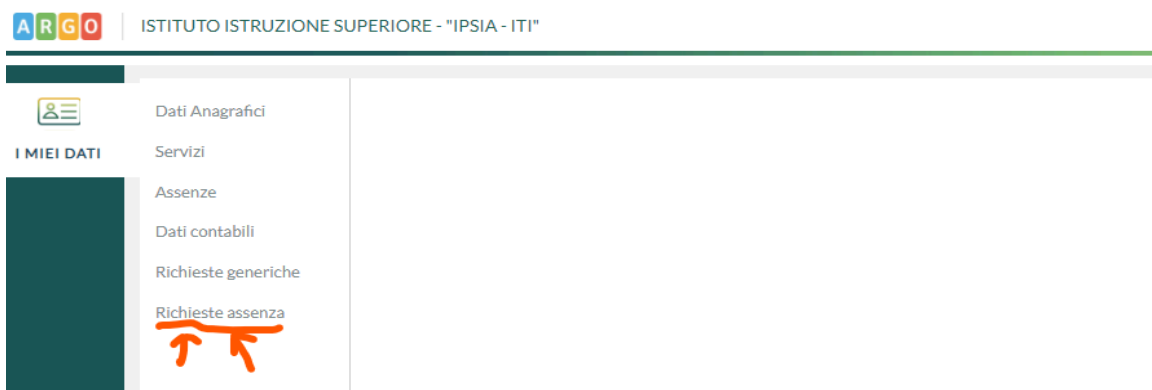 ARGO ISTITUTO ISTRUZIONE SUPERIORE - "IPSIA - ITI"
I MIEI DATI
Dati Anagrafici
Servizi
Assenze
Dati contabili
Richieste generiche
Richieste assenza